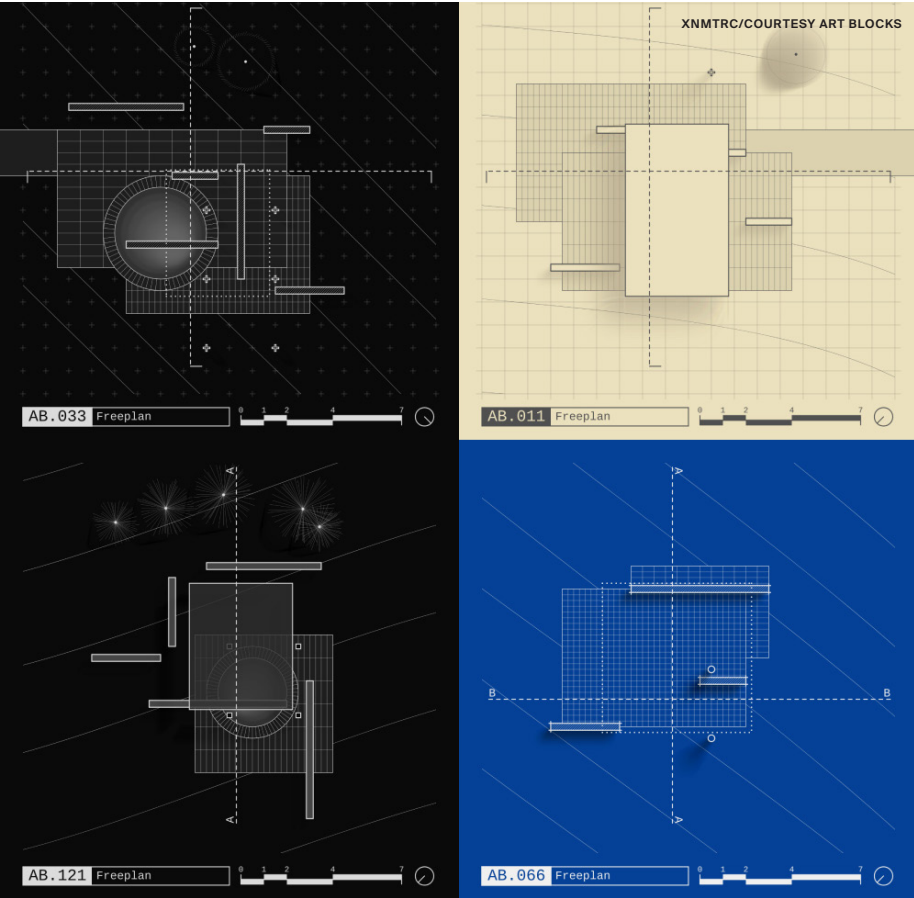 XNMTRC/COURTESY ART BLOCKS
AB.033 Freeplan 0 1 2 4 7
AB.011 Freeplan 0 1 2 4 7
A
A
B B
A
A
AB.121 Freeplan 0 1 2 4 7
AB.066 Freeplan 0 1 2 4 7